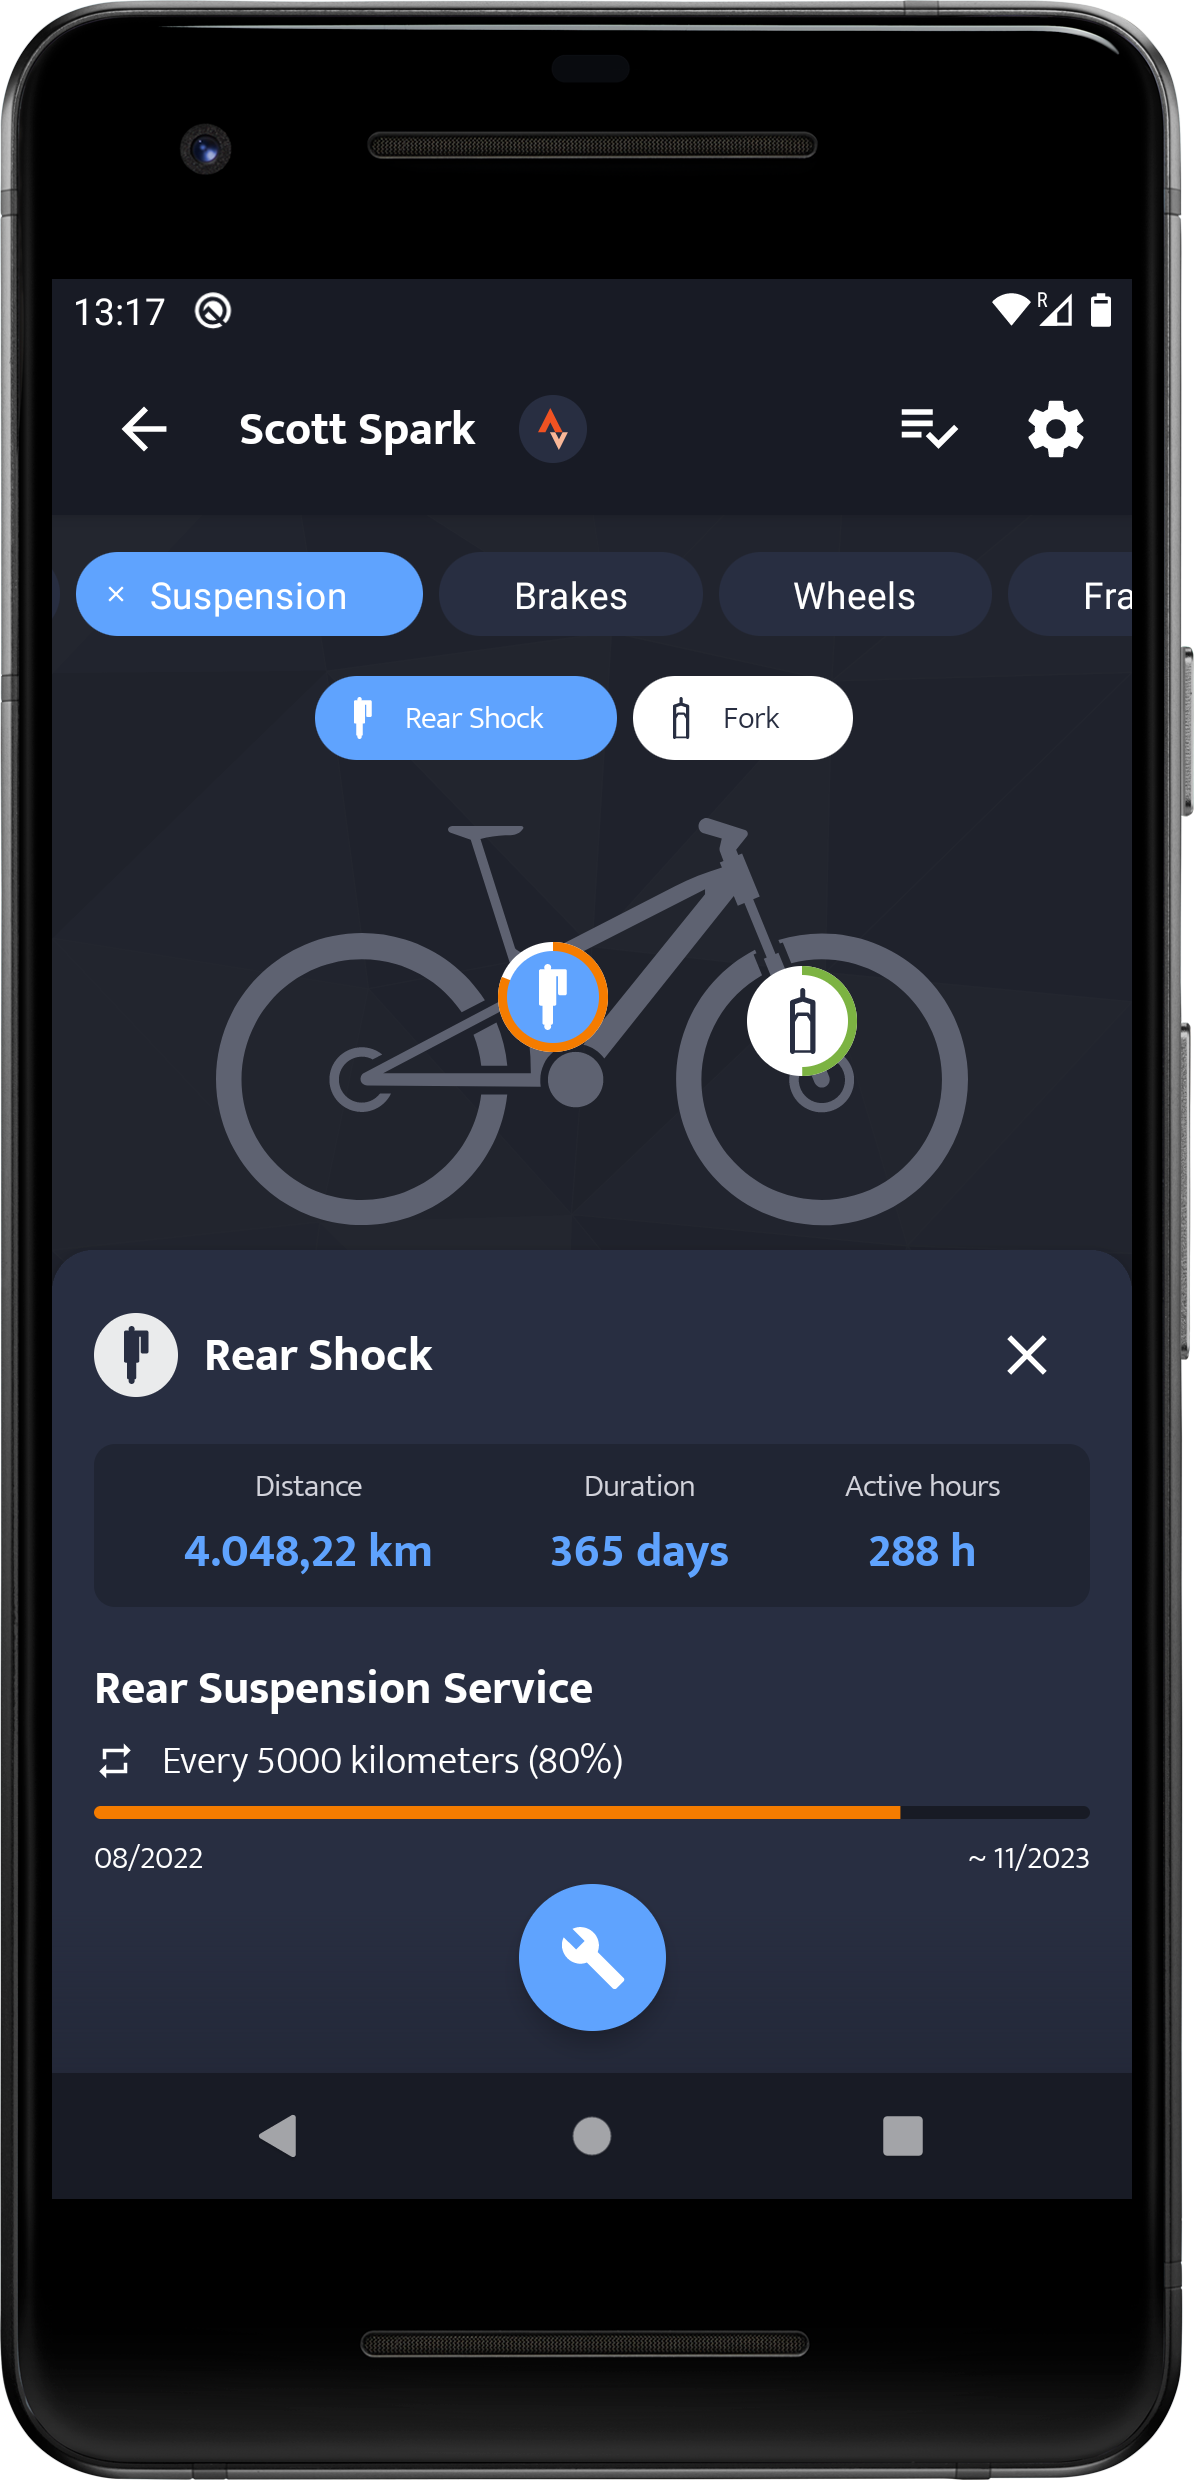 13:17
R
Scott Spark
Suspension Brakes Wheels Fra
Rear Shock Fork
Rear Shock
Distance Duration Active hours
4.048,22 km 365 days 288 h
Rear Suspension Service
Every 5000 kilometers (80%)
08/2022 ~ 11/2023